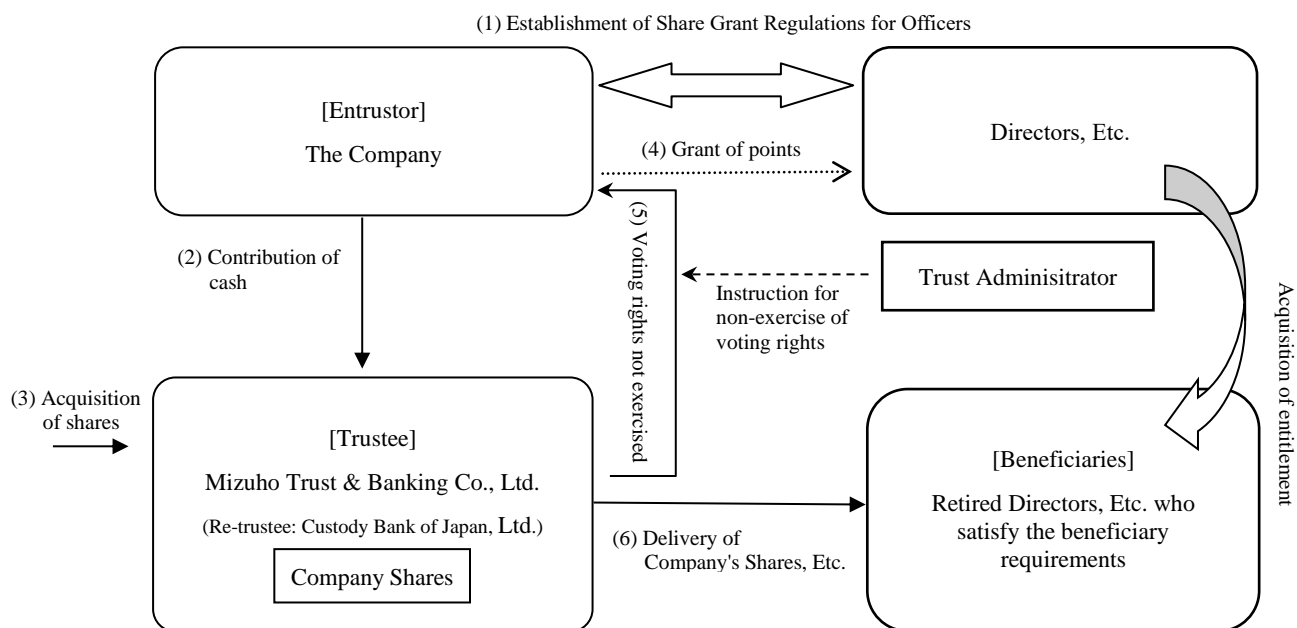 (1) Establishment of Share Grant Regulations for Officers
[Entrustor]
The Company
Directors, Etc.
(4) Grant of points
(2) Contribution of
cash
(5) Voting rights not exercised
Trust Adminisitrator
Instruction for
non-exercise of
voting rights
Acquisition of entitlement
(3) Acquisition
of shares
[Trustee]
Mizuho Trust & Banking Co., Ltd.
(Re-trustee: Custody Bank of Japan, Ltd.)
Company Shares
(6) Delivery of
Company's Shares, Etc.
[Beneficiaries]
Retired Directors, Etc. who
satisfy the beneficiary
requirements